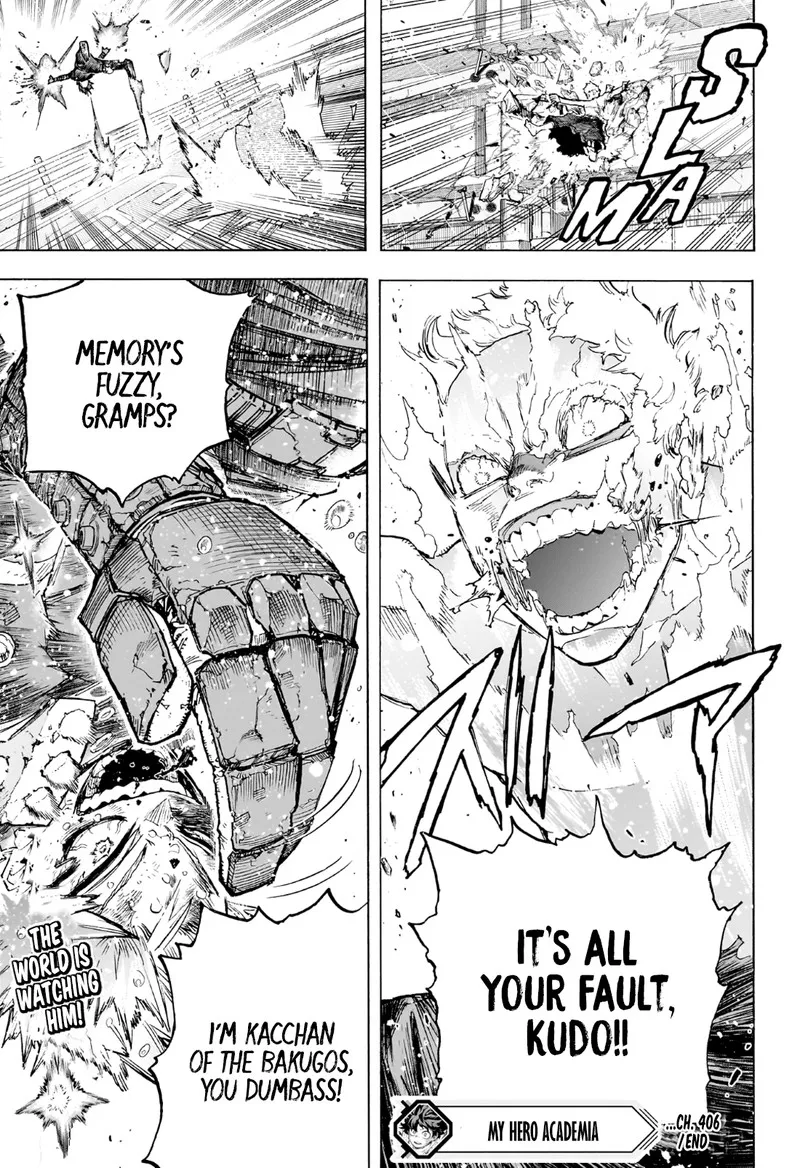 SLAM
IT'S ALL
YOUR FAULT,
KUDO!!
MEMORY'S
FUZZY,
GRAMPS?
I'M KACCHAN
OF THE BAKUGOS,
YOU DUMBASS!
THE
WORLD IS
WATCHING
HIM!
MY HERO ACADEMIA
...CH. 406
/END